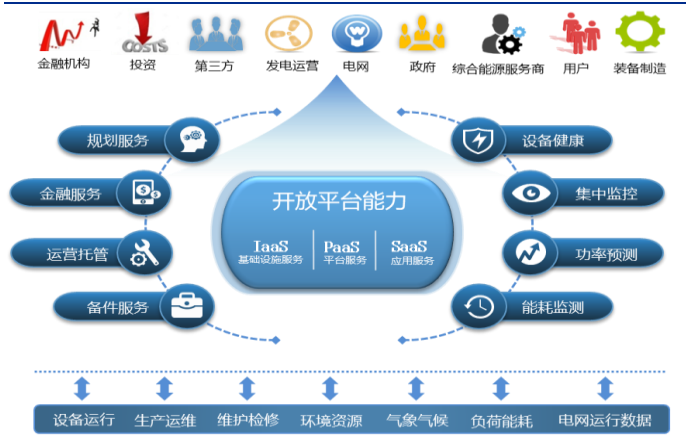 COSTS
金融机构
投资
第三方
发电运营
电网
政府
综合能源服务商
用户
装备制造
规划服务
设备健康
金融服务
开放平台能力
集中监控
IaaS
PaaS
SaaS
基础设施服务
平台服务
应用服务
运营托管
功率预测
备件服务
能耗监测
设备运行
生产运维
维护检修
环境资源
气象气候
负荷能耗
电网运行数据